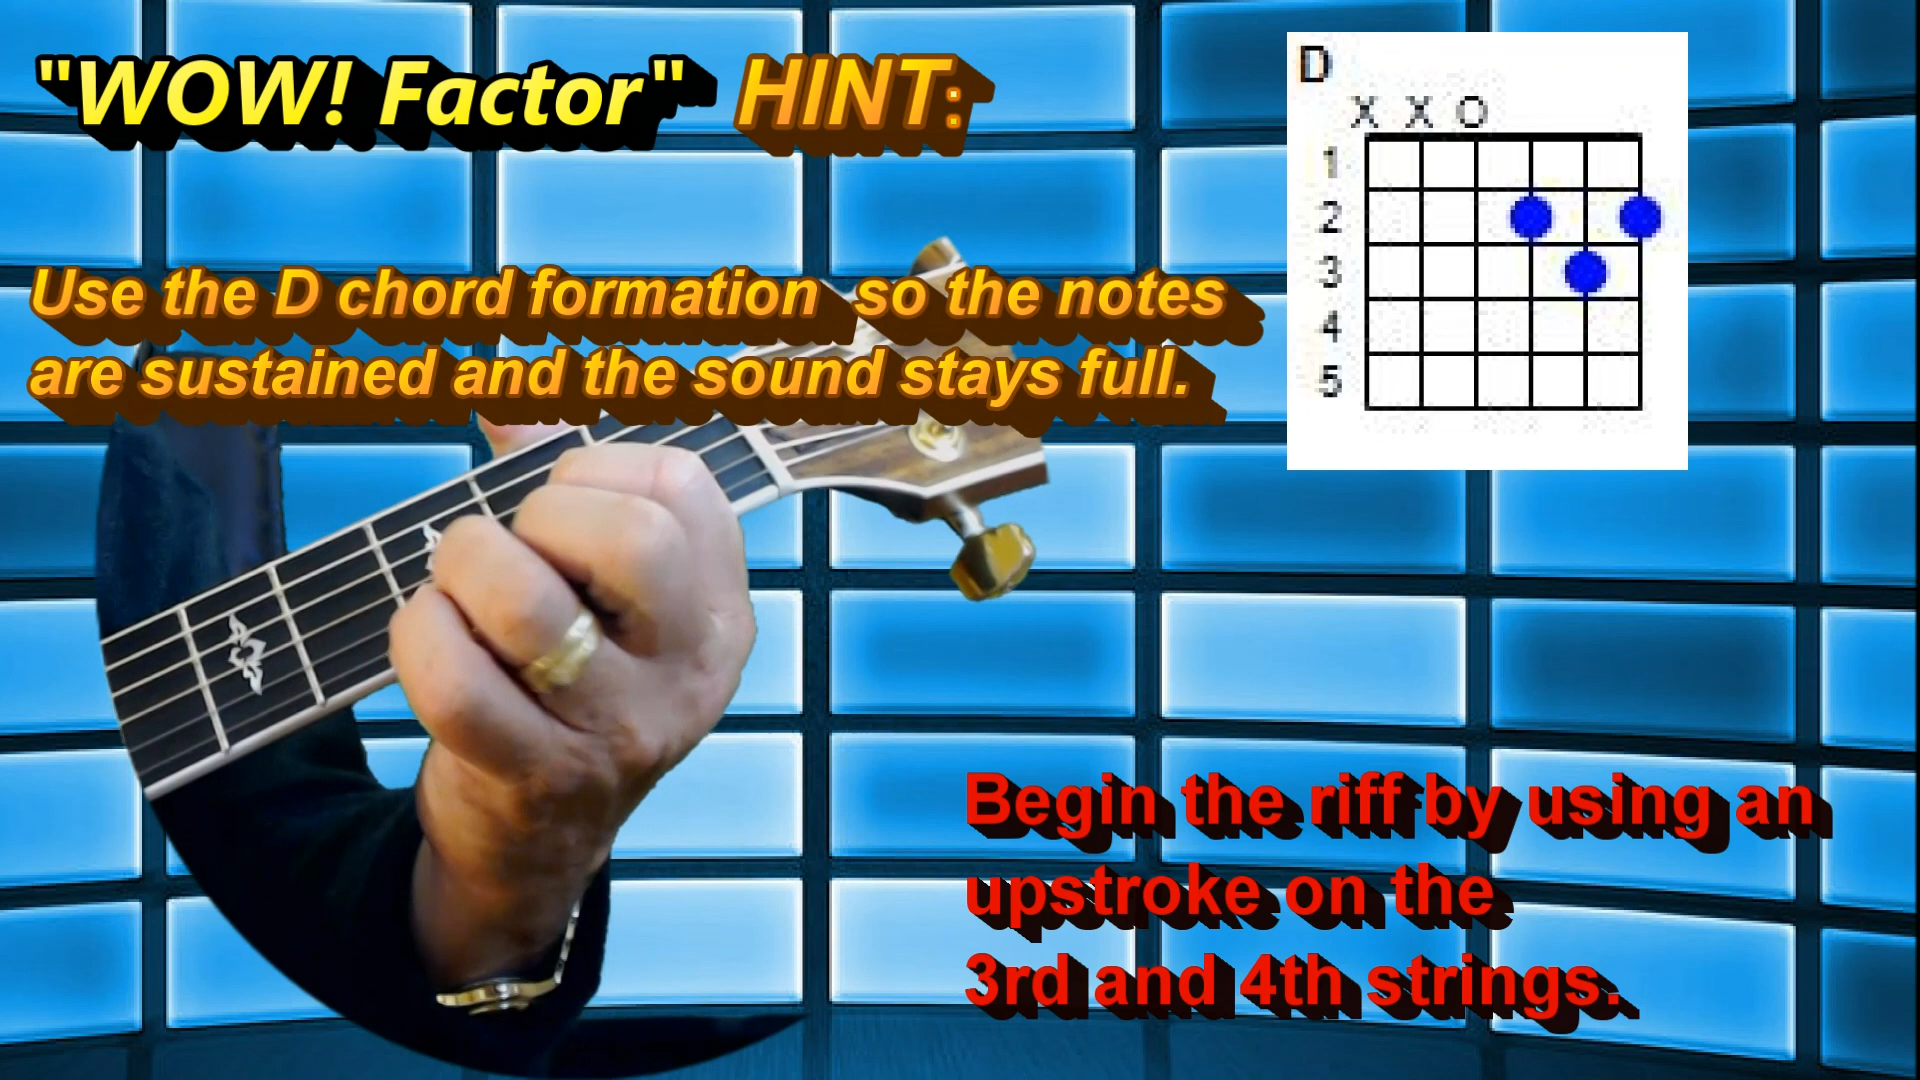 "WOW! Factor" HINT:
Use the D chord formation so the notes
are sustained and the sound stays full.
D
X X O
1
2
3
4
5
Begin the riff by using an
upstroke on the
3rd and 4th strings.